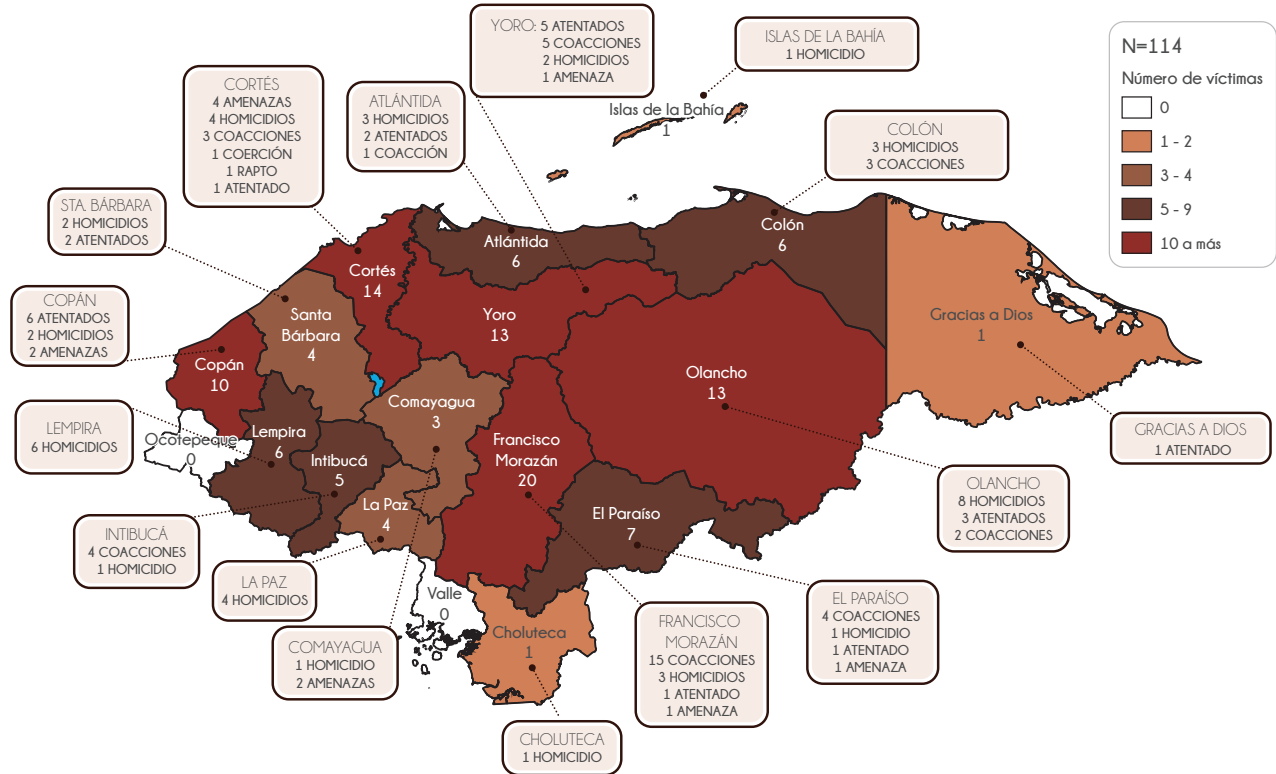 YORO: 5 ATENTADOS
5 COACCIONES
2 HOMICIDIOS
1 AMENAZA
ISLAS DE LA BAHÍA
1 HOMICIDIO
N=114
Número de víctimas
0
1 - 2
3 - 4
5 - 9
10 a más
CORTÉS
4 AMENAZAS
4 HOMICIDIOS
3 COACCIONES
1 COERCIÓN
1 RAPTO
1 ATENTADO
ATLÁNTIDA
3 HOMICIDIOS
2 ATENTADOS
1 COACCIÓN
Islas de la Bahía
1
COLÓN
3 HOMICIDIOS
3 COACCIONES
STA. BÁRBARA
2 HOMICIDIOS
2 ATENTADOS
COPÁN
6 ATENTADOS
2 HOMICIDIOS
2 AMENAZAS
Atlántida
6
Colón
6
Cortés
14
Santa
Bárbara
4
Yoro
13
Gracias a Dios
1
Copán
10
Olancho
13
Comayagua
3
LEMPIRA
6 HOMICIDIOS
Ocotepeque
0
Lempira
6
Intibucá
5
Francisco
Morazán
20
GRACIAS A DIOS
1 ATENTADO
La Paz
4
El Paraíso
7
OLANCHO
8 HOMICIDIOS
3 ATENTADOS
2 COACCIONES
INTIBUCÁ
4 COACCIONES
1 HOMICIDIO
LA PAZ
4 HOMICIDIOS
Valle
0
Choluteca
1
COMAYAGUA
1 HOMICIDIO
2 AMENAZAS
FRANCISCO
MORAZÁN
15 COACCIONES
3 HOMICIDIOS
1 ATENTADO
1 AMENAZA
EL PARAÍSO
4 COACCIONES
1 HOMICIDIO
1 ATENTADO
1 AMENAZA
CHOLUTECA
1 HOMICIDIO